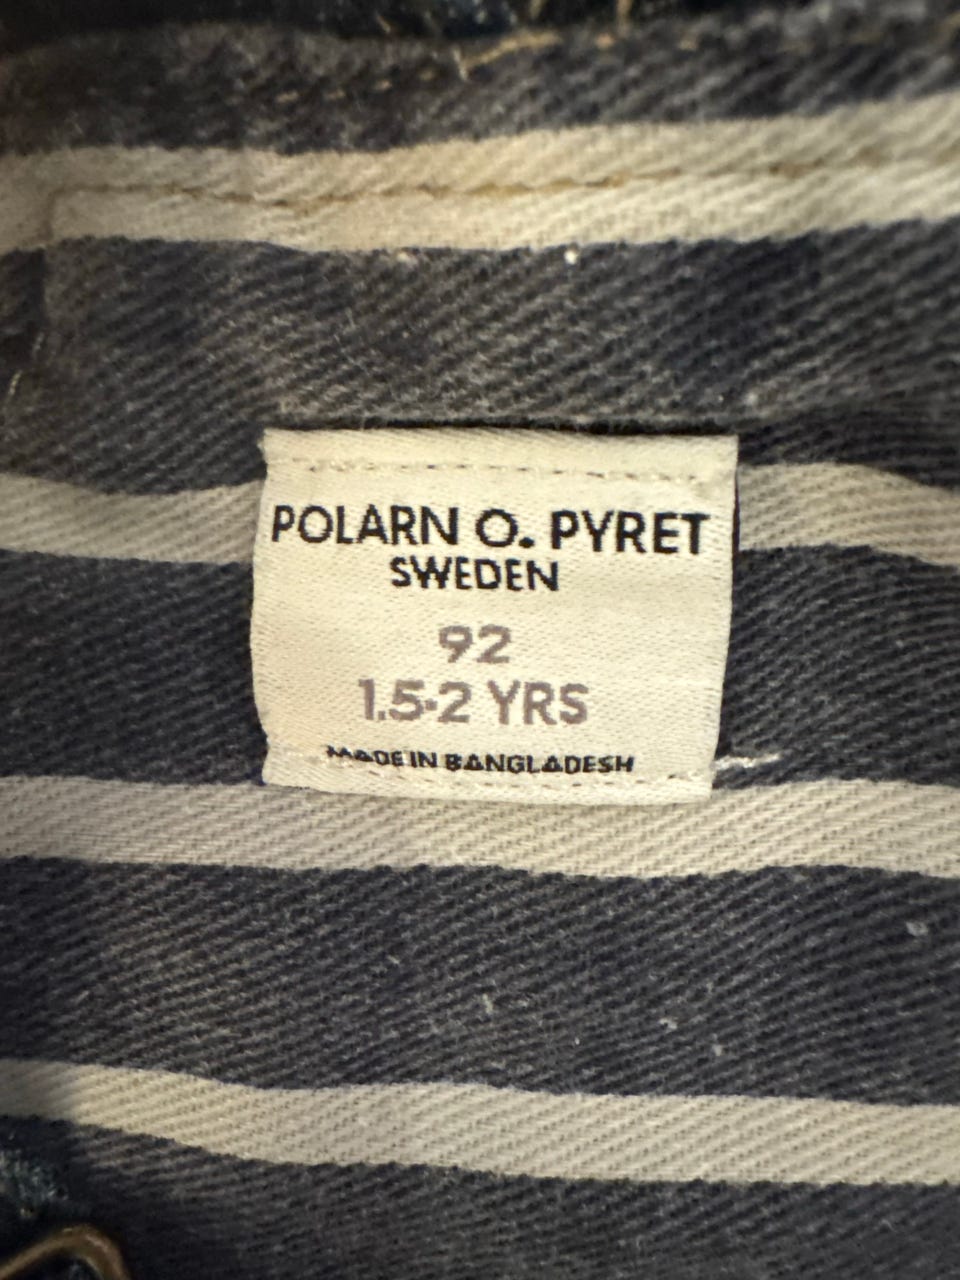 POLARN O. PYRET
SWEDEN
92
1.5-2 YRS
MADE IN BANGLADESH